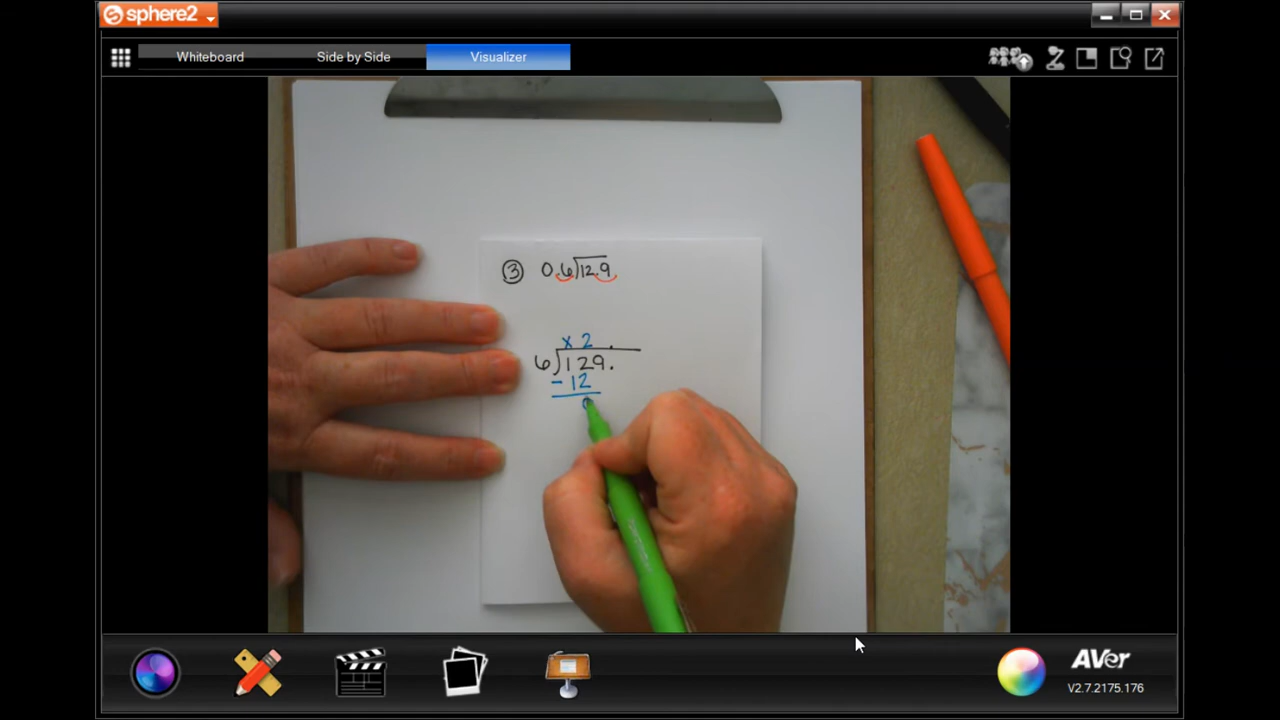 sphere2
Whiteboard Side by Side Visualizer
③ 0.6)12.9
x 2 .
6)129.
- 12
0
AVer
V2.7.2175.176